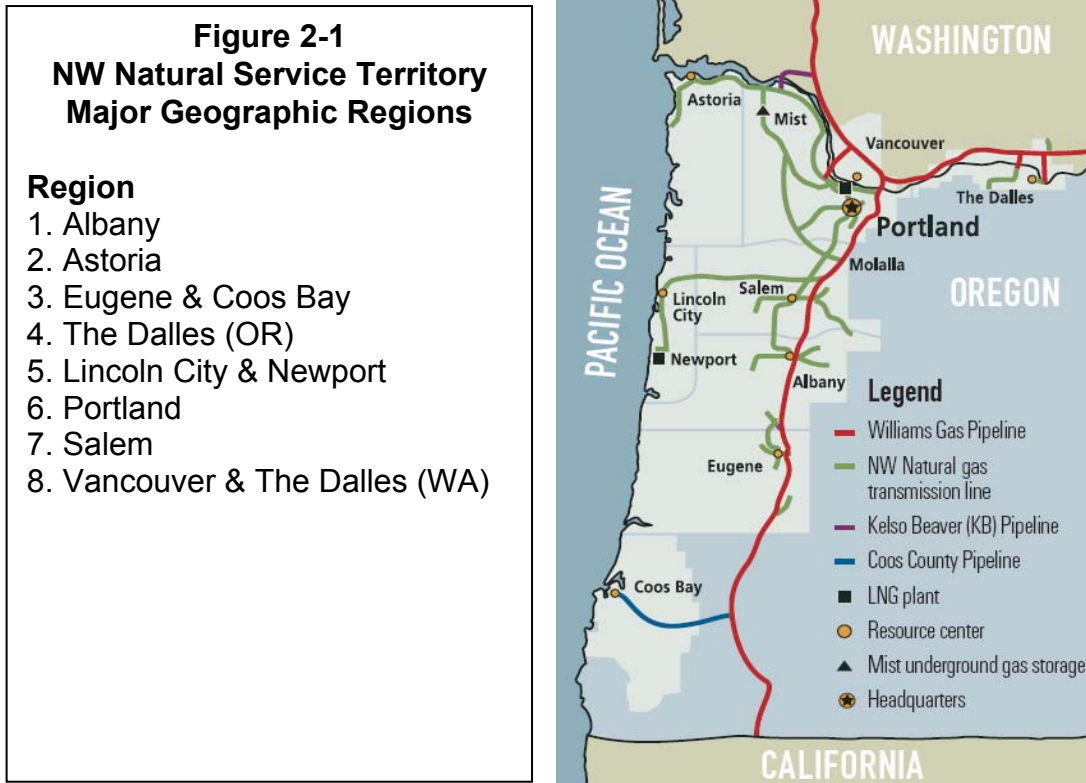 Figure 2-1
NW Natural Service Territory
Major Geographic Regions
Region
1. Albany
2. Astoria
3. Eugene & Coos Bay
4. The Dalles (OR)
5. Lincoln City & Newport
6. Portland
7. Salem
8. Vancouver & The Dalles (WA)
WASHINGTON
Astoria
Mist
Vancouver
The Dalles
Portland
PACIFIC OCEAN
Molalla
OREGON
Salem
Lincoln
City
Newport
Albany
Eugene
Coos Bay
Legend
Williams Gas Pipeline
NW Natural gas
transmission line
Kelso Beaver (KB) Pipeline
Coos County Pipeline
LNG plant
Resource center
Mist underground gas storage
Headquarters
CALIFORNIA